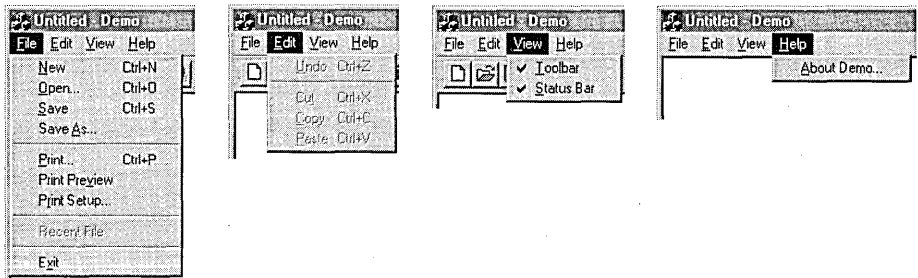 Untitled - Demo
File Edit View Help
New Ctrl+N
Open... Ctrl+O
Save Ctrl+S
Save As...
Print... Ctrl+P
Print Preview
Print Setup...
Recent File
Exit
Untitled - Demo
File Edit View Help
Undo Ctrl+Z
Cut Ctrl+X
Copy Ctrl+C
Paste Ctrl+V
Untitled - Demo
File Edit View Help
✓ Toolbar
✓ Status Bar
Untitled - Demo
File Edit View Help
About Demo...